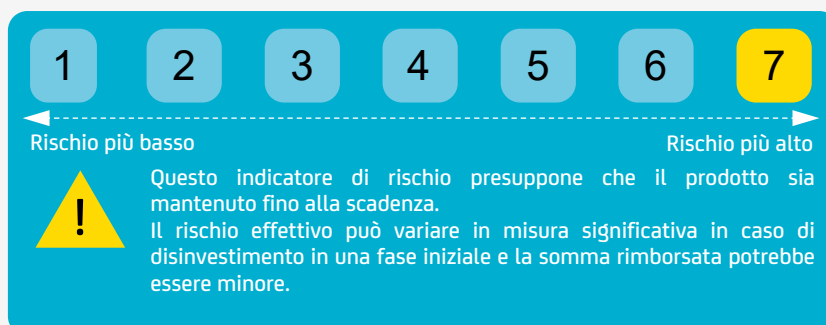 1 2 3 4 5 6 7
Rischio più basso Rischio più alto
!
Questo indicatore di rischio presuppone che il prodotto sia
mantenuto fino alla scadenza.
Il rischio effettivo può variare in misura significativa in caso di
disinvestimento in una fase iniziale e la somma rimborsata potrebbe
essere minore.